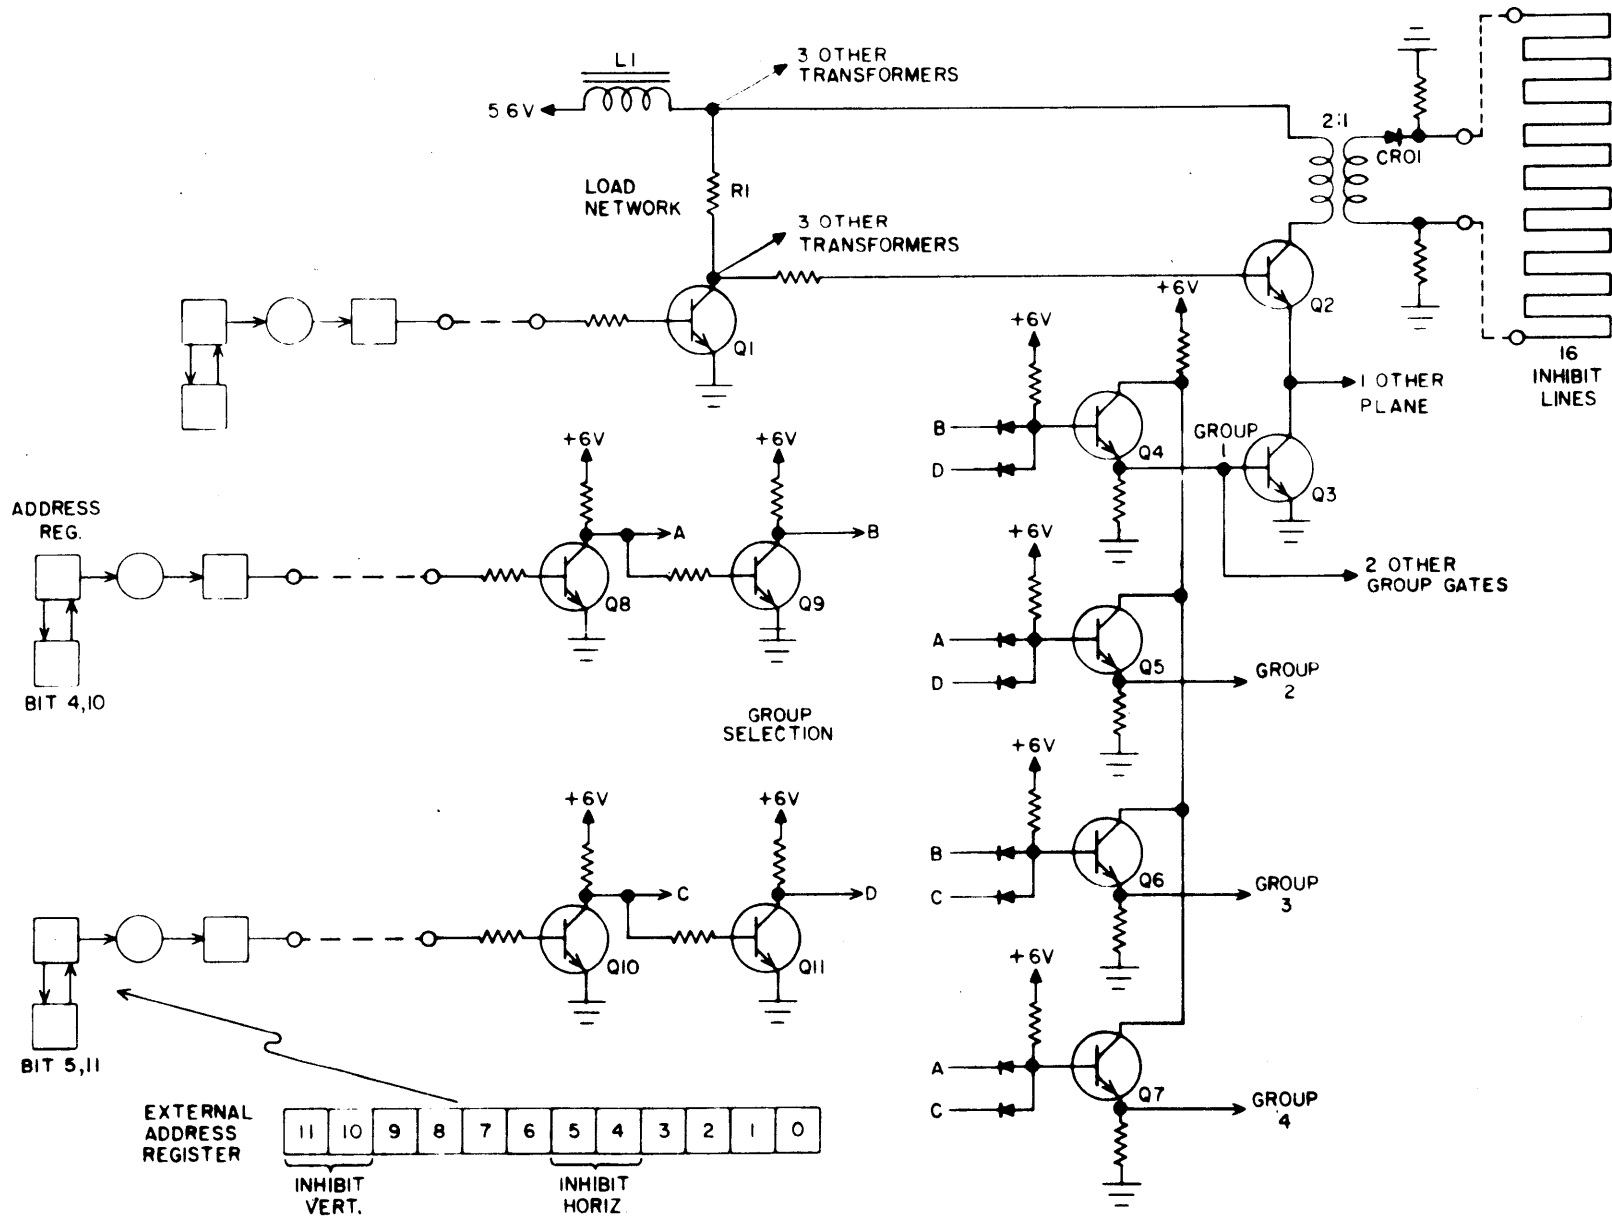 L1
5.6V
3 OTHER
TRANSFORMERS
2:1
CR01
LOAD
NETWORK
R1
3 OTHER
TRANSFORMERS
Q1
Q2
+6V
+6V
16
INHIBIT
LINES
1 OTHER
PLANE
B
D
Q4
GROUP
1
Q3
+6V
+6V
ADDRESS
REG.
A
B
Q8
Q9
BIT 4,10
+6V
2 OTHER
GROUP GATES
A
D
Q5
GROUP
2
GROUP
SELECTION
+6V
+6V
+6V
B
C
Q6
GROUP
3
C
D
Q10
Q11
BIT 5,11
+6V
A
C
Q7
GROUP
4
EXTERNAL
ADDRESS
REGISTER
11 10 9 8 7 6 5 4 3 2 1 0
INHIBIT
VERT.
INHIBIT
HORIZ